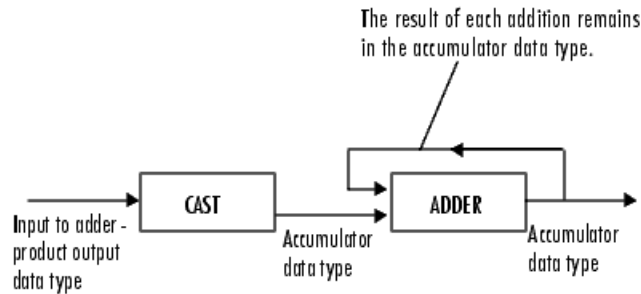 The result of each addition remains
in the accumulator data type.
CAST
ADDER
Input to adder -
product output
data type
Accumulator
data type
Accumulator
data type